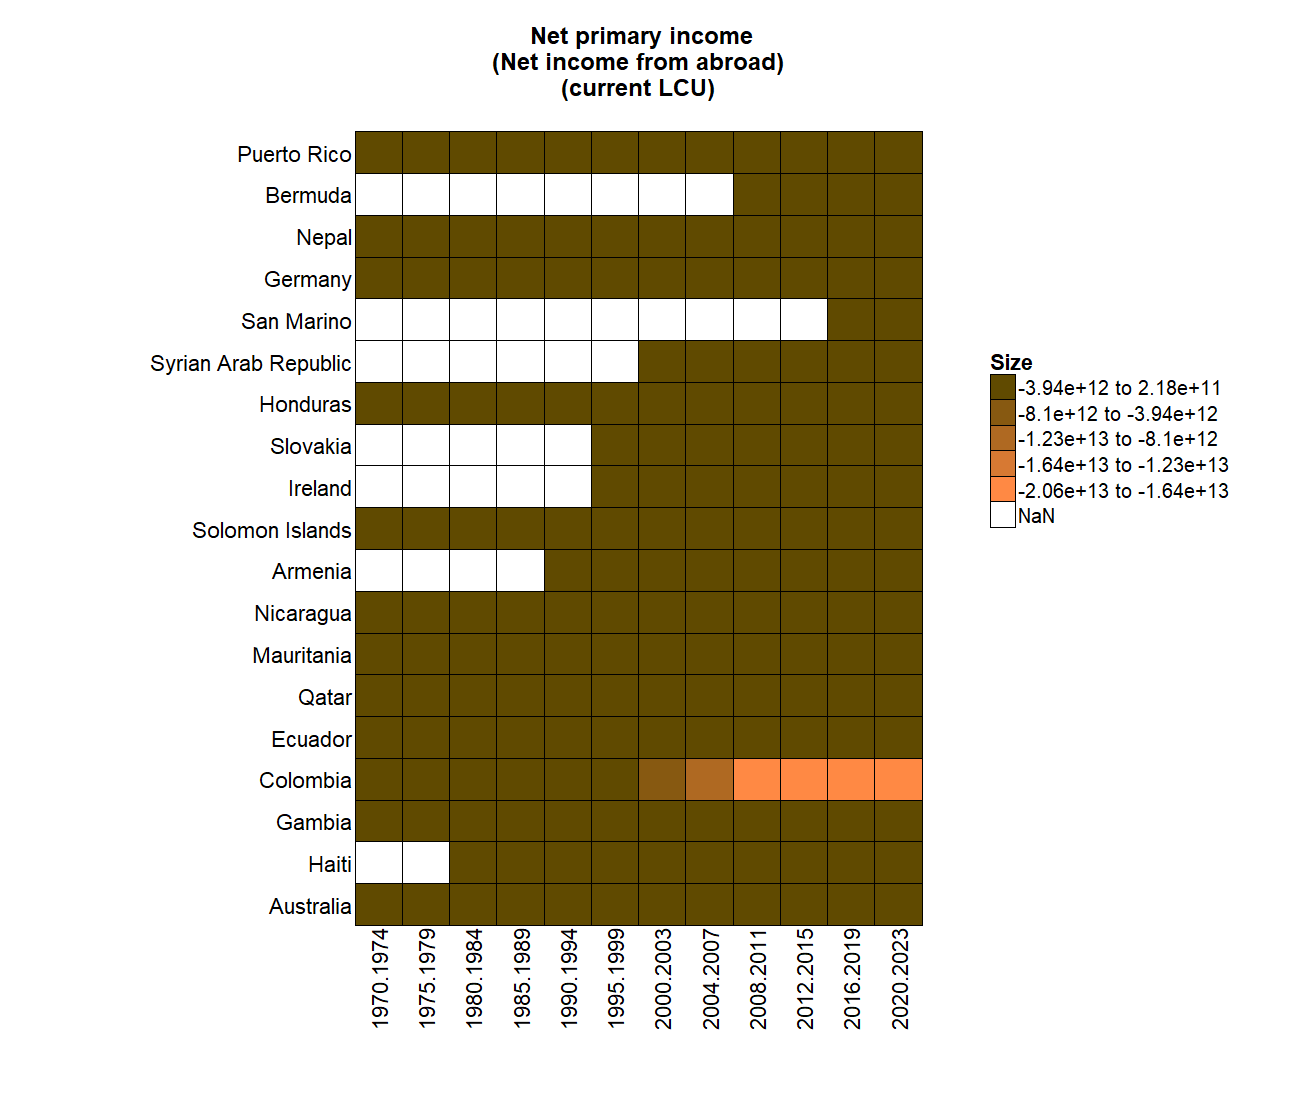 Net primary income
(Net income from abroad)
(current LCU)
Puerto Rico
Bermuda
Nepal
Germany
San Marino
Syrian Arab Republic
Honduras
Slovakia
Ireland
Solomon Islands
Armenia
Nicaragua
Mauritania
Qatar
Ecuador
Colombia
Gambia
Haiti
Australia
1970.1974
1975.1979
1980.1984
1985.1989
1990.1994
1995.1999
2000.2003
2004.2007
2008.2011
2012.2015
2016.2019
2020.2023
Size
-3.94e+12 to 2.18e+11
-8.1e+12 to -3.94e+12
-1.23e+13 to -8.1e+12
-1.64e+13 to -1.23e+13
-2.06e+13 to -1.64e+13
NaN